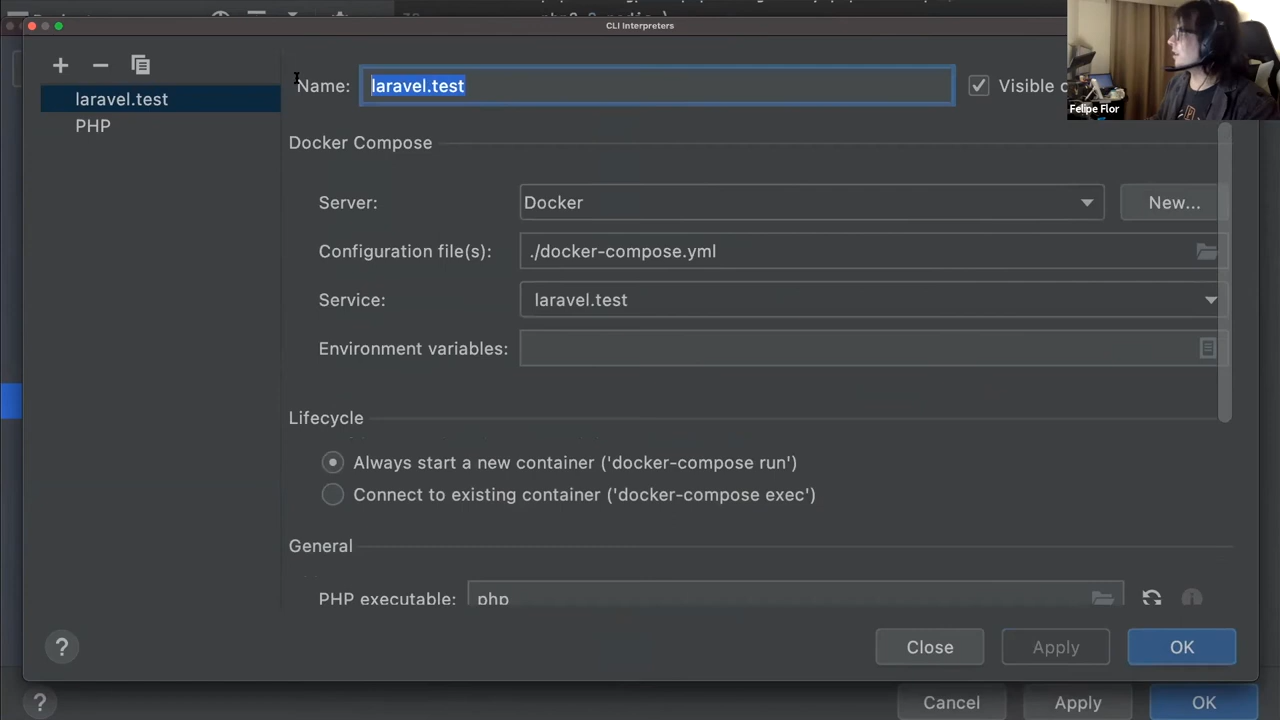 CLI Interpreters
laravel.test
PHP
Name: laravel.test
Visible
Felipe Flor
Docker Compose
Server: Docker New...
Configuration file(s): ./docker-compose.yml
Service: laravel.test
Environment variables:
Lifecycle
Always start a new container ('docker-compose run')
Connect to existing container ('docker-compose exec')
General
PHP executable: php
? Close Apply OK
? Cancel Apply OK